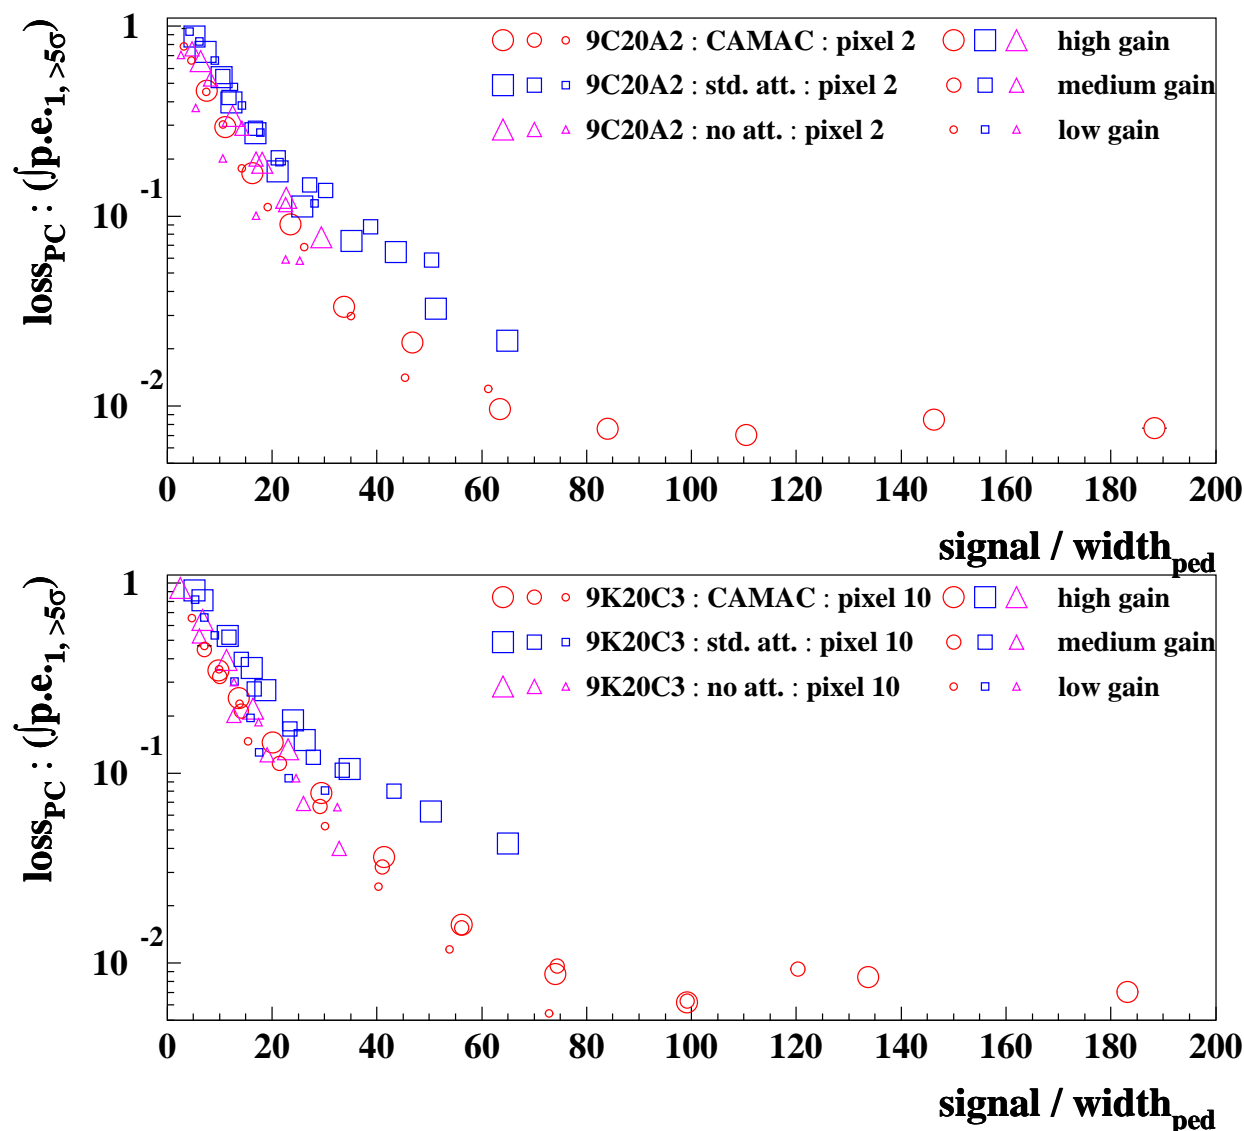 loss_PC : (∫p.e._1, >5σ)
1
10 -1
10 -2
9C20A2 : CAMAC : pixel 2 high gain
9C20A2 : std. att. : pixel 2 medium gain
9C20A2 : no att. : pixel 2 low gain
0 20 40 60 80 100 120 140 160 180 200
signal / width_ped
loss_PC : (∫p.e._1, >5σ)
1
10 -1
10 -2
9K20C3 : CAMAC : pixel 10 high gain
9K20C3 : std. att. : pixel 10 medium gain
9K20C3 : no att. : pixel 10 low gain
0 20 40 60 80 100 120 140 160 180 200
signal / width_ped